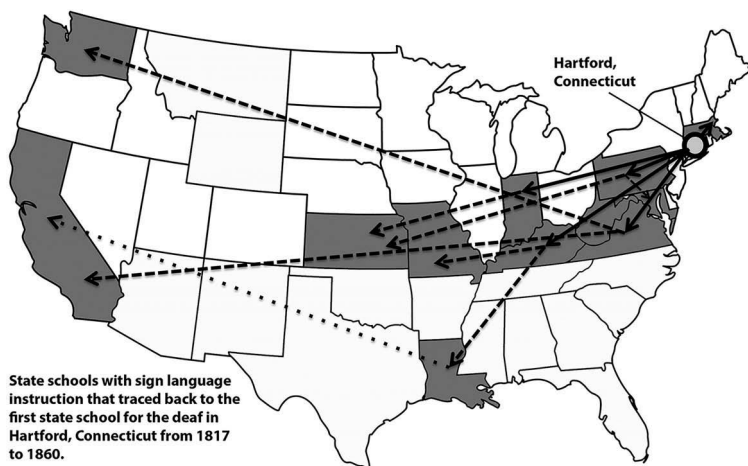 Hartford,
Connecticut
State schools with sign language
instruction that traced back to the
first state school for the deaf in
Hartford, Connecticut from 1817
to 1860.